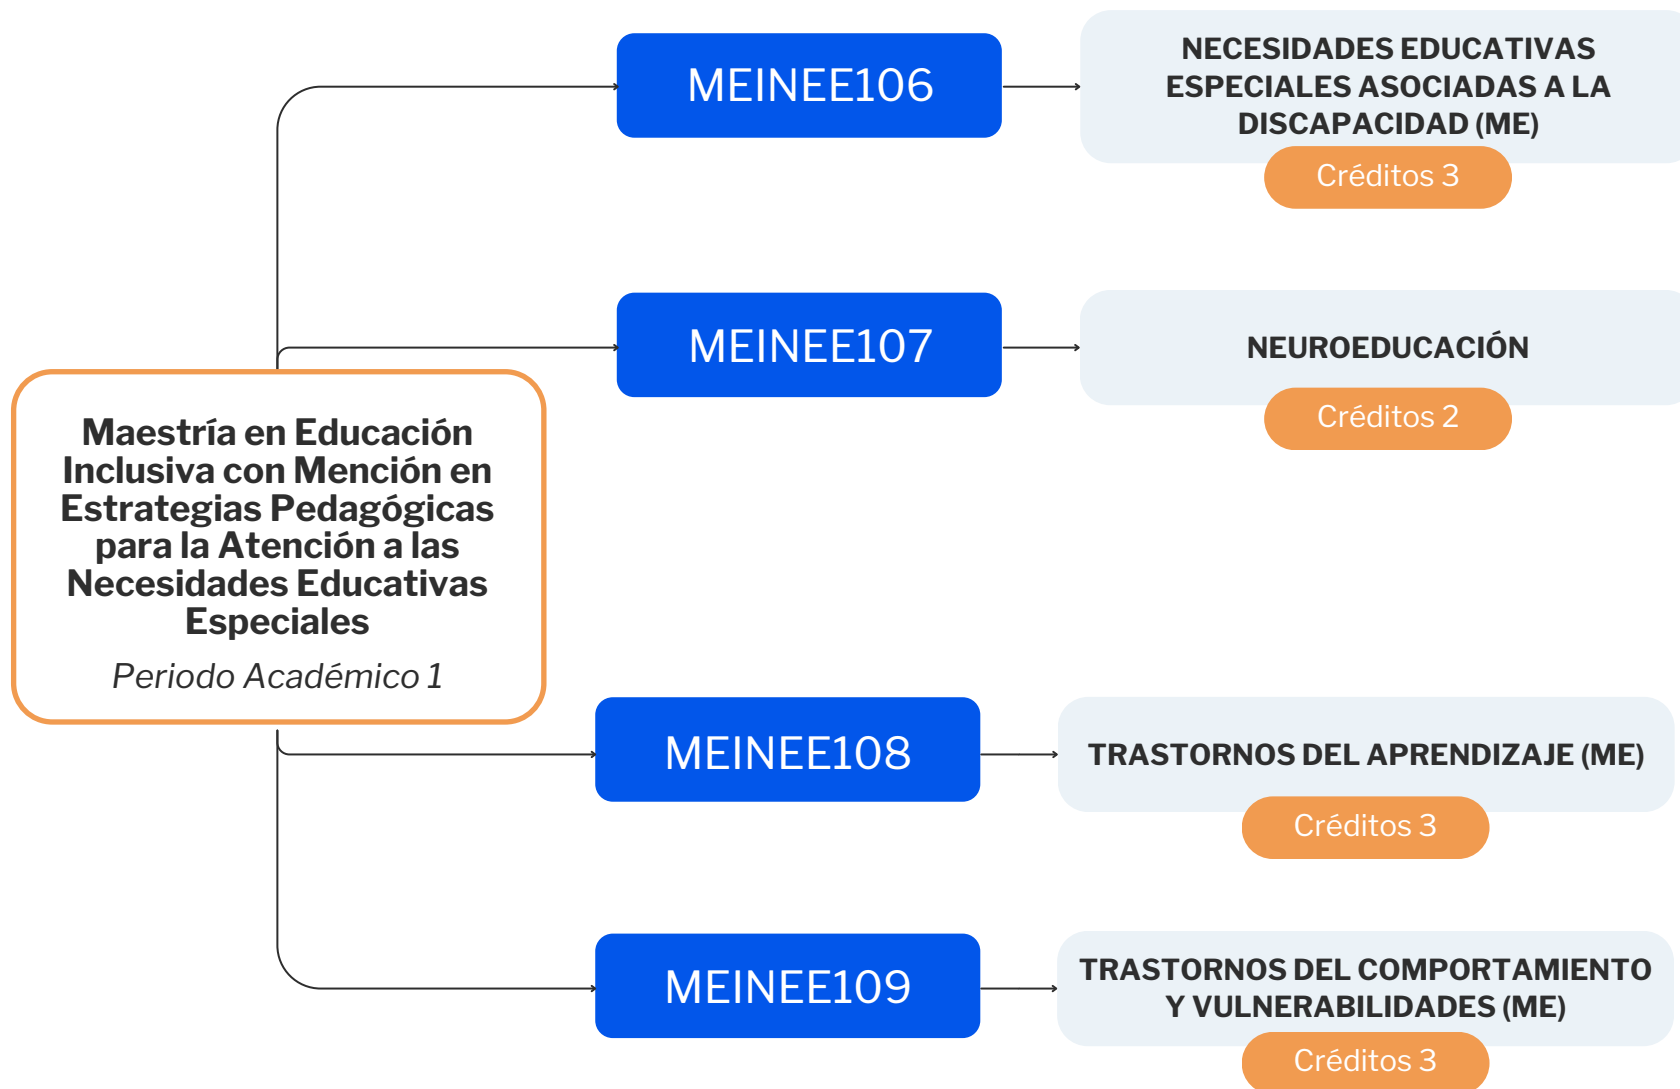 Maestría en Educación
Inclusiva con Mención en
Estrategias Pedagógicas
para la Atención a las
Necesidades Educativas
Especiales
Periodo Académico 1
MEINEE106
NECESIDADES EDUCATIVAS
ESPECIALES ASOCIADAS A LA
DISCAPACIDAD (ME)
Créditos 3
MEINEE107
NEUROEDUCACIÓN
Créditos 2
MEINEE108
TRASTORNOS DEL APRENDIZAJE (ME)
Créditos 3
MEINEE109
TRASTORNOS DEL COMPORTAMIENTO
Y VULNERABILIDADES (ME)
Créditos 3